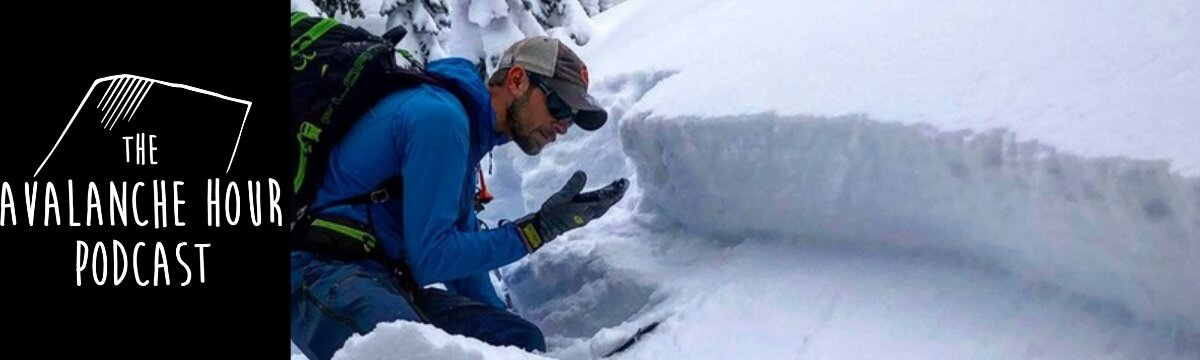 THE
AVALANCHE HOUR
PODCAST